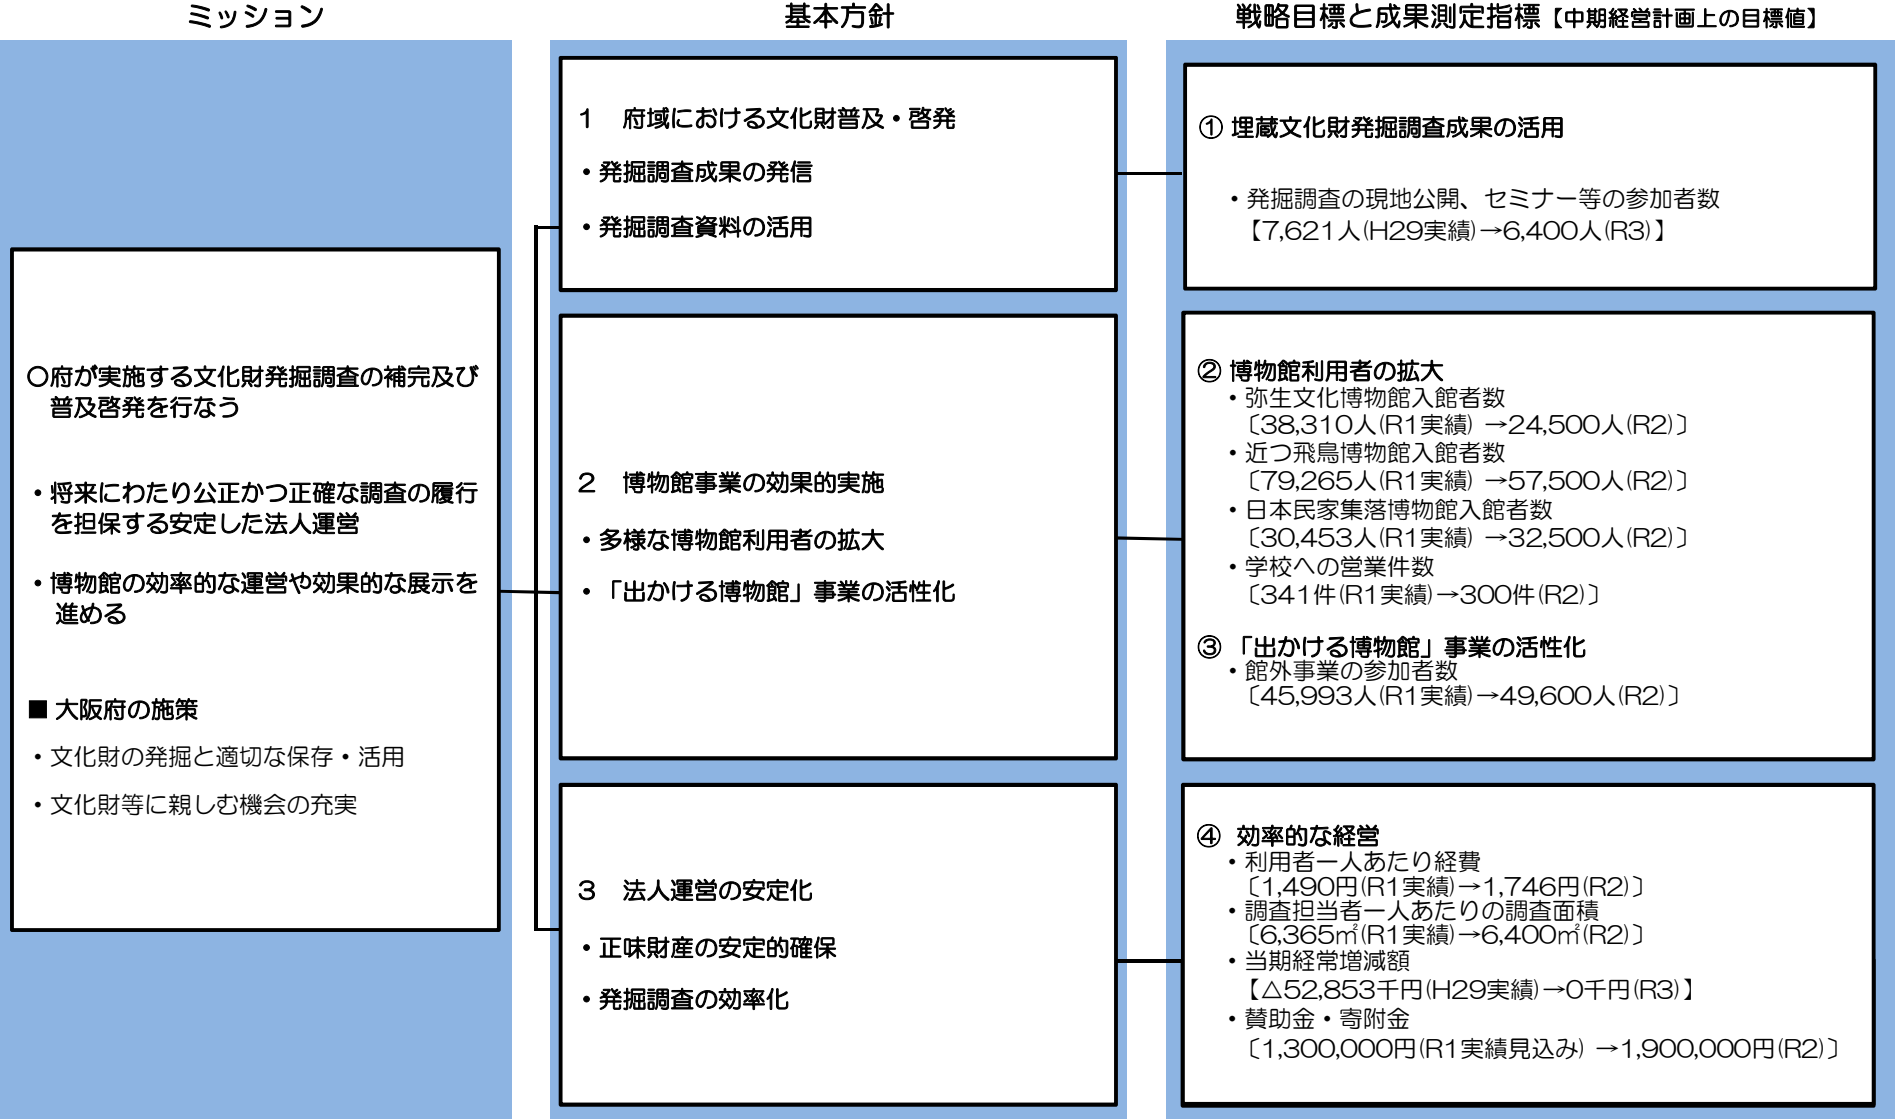 ミッション
基本方針
戦略目標と成果測定指標【中期経営計画上の目標値】
〇府が実施する文化財発掘調査の補完及び
普及啓発を行なう
・将来にわたり公正かつ正確な調査の履行
を担保する安定した法人運営
・博物館の効率的な運営や効果的な展示を
進める
■ 大阪府の施策
・文化財の発掘と適切な保存・活用
・文化財等に親しむ機会の充実
１　府域における文化財普及・啓発
・発掘調査成果の発信
・発掘調査資料の活用
２　博物館事業の効果的実施
・多様な博物館利用者の拡大
・「出かける博物館」事業の活性化
３　法人運営の安定化
・正味財産の安定的確保
・発掘調査の効率化
① 埋蔵文化財発掘調査成果の活用
・発掘調査の現地公開、セミナー等の参加者数
【7,621人(H29実績)→6,400人(R3)】
② 博物館利用者の拡大
・弥生文化博物館入館者数
〔38,310人(R1実績) →24,500人(R2)〕
・近つ飛鳥博物館入館者数
〔79,265人(R1実績) →57,500人(R2)〕
・日本民家集落博物館入館者数
〔30,453人(R1実績) →32,500人(R2)〕
・学校への営業件数
〔341件(R1実績)→300件(R2)〕
③ 「出かける博物館」事業の活性化
・館外事業の参加者数
〔45,993人(R1実績)→49,600人(R2)〕
④ 効率的な経営
・利用者一人あたり経費
〔1,490円(R1実績)→1,746円(R2)〕
・調査担当者一人あたりの調査面積
〔6,365㎡(R1実績)→6,400㎡(R2)〕
・当期経常増減額
【△52,853千円(H29実績)→0千円(R3)】
・賛助金・寄附金
〔1,300,000円(R1実績見込み) →1,900,000円(R2)〕